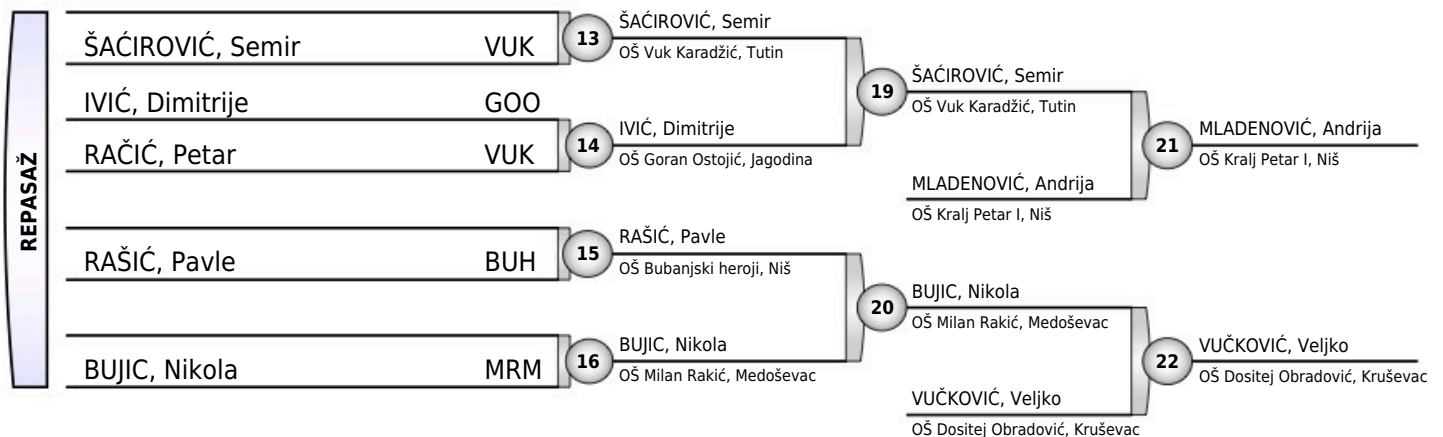 REPASAŽ
ŠAĆIROVIĆ, Semir VUK
IVIĆ, Dimitrije GOO
RAČIĆ, Petar VUK
RAŠIĆ, Pavle BUH
BUJIC, Nikola MRM
13
ŠAĆIROVIĆ, Semir
OŠ Vuk Karadžić, Tutin
14
IVIĆ, Dimitrije
OŠ Goran Ostojić, Jagodina
15
RAŠIĆ, Pavle
OŠ Bubanjski heroji, Niš
16
BUJIC, Nikola
OŠ Milan Rakić, Medoševac
19
ŠAĆIROVIĆ, Semir
OŠ Vuk Karadžić, Tutin
MLADENOVIĆ, Andrija
OŠ Kralj Petar I, Niš
20
BUJIC, Nikola
OŠ Milan Rakić, Medoševac
VUČKOVIĆ, Veljko
OŠ Dositej Obradović, Kruševac
21
MLADENOVIĆ, Andrija
OŠ Kralj Petar I, Niš
22
VUČKOVIĆ, Veljko
OŠ Dositej Obradović, Kruševac